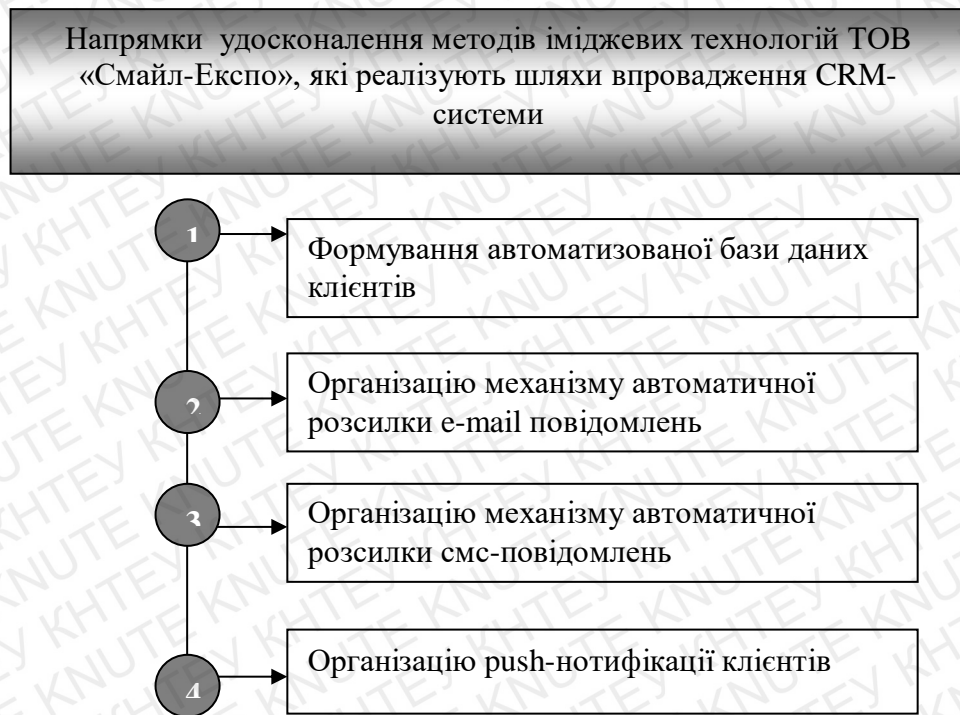 Напрямки удосконалення методів іміджевих технологій ТОВ
«Смайл-Експо», які реалізують шляхи впровадження CRM-
системи
1
Формування автоматизованої бази даних
клієнтів
2
Організацію механізму автоматичної
розсилки e-mail повідомлень
3
Організацію механізму автоматичної
розсилки смс-повідомлень
4
Організацію push-нотифікації клієнтів